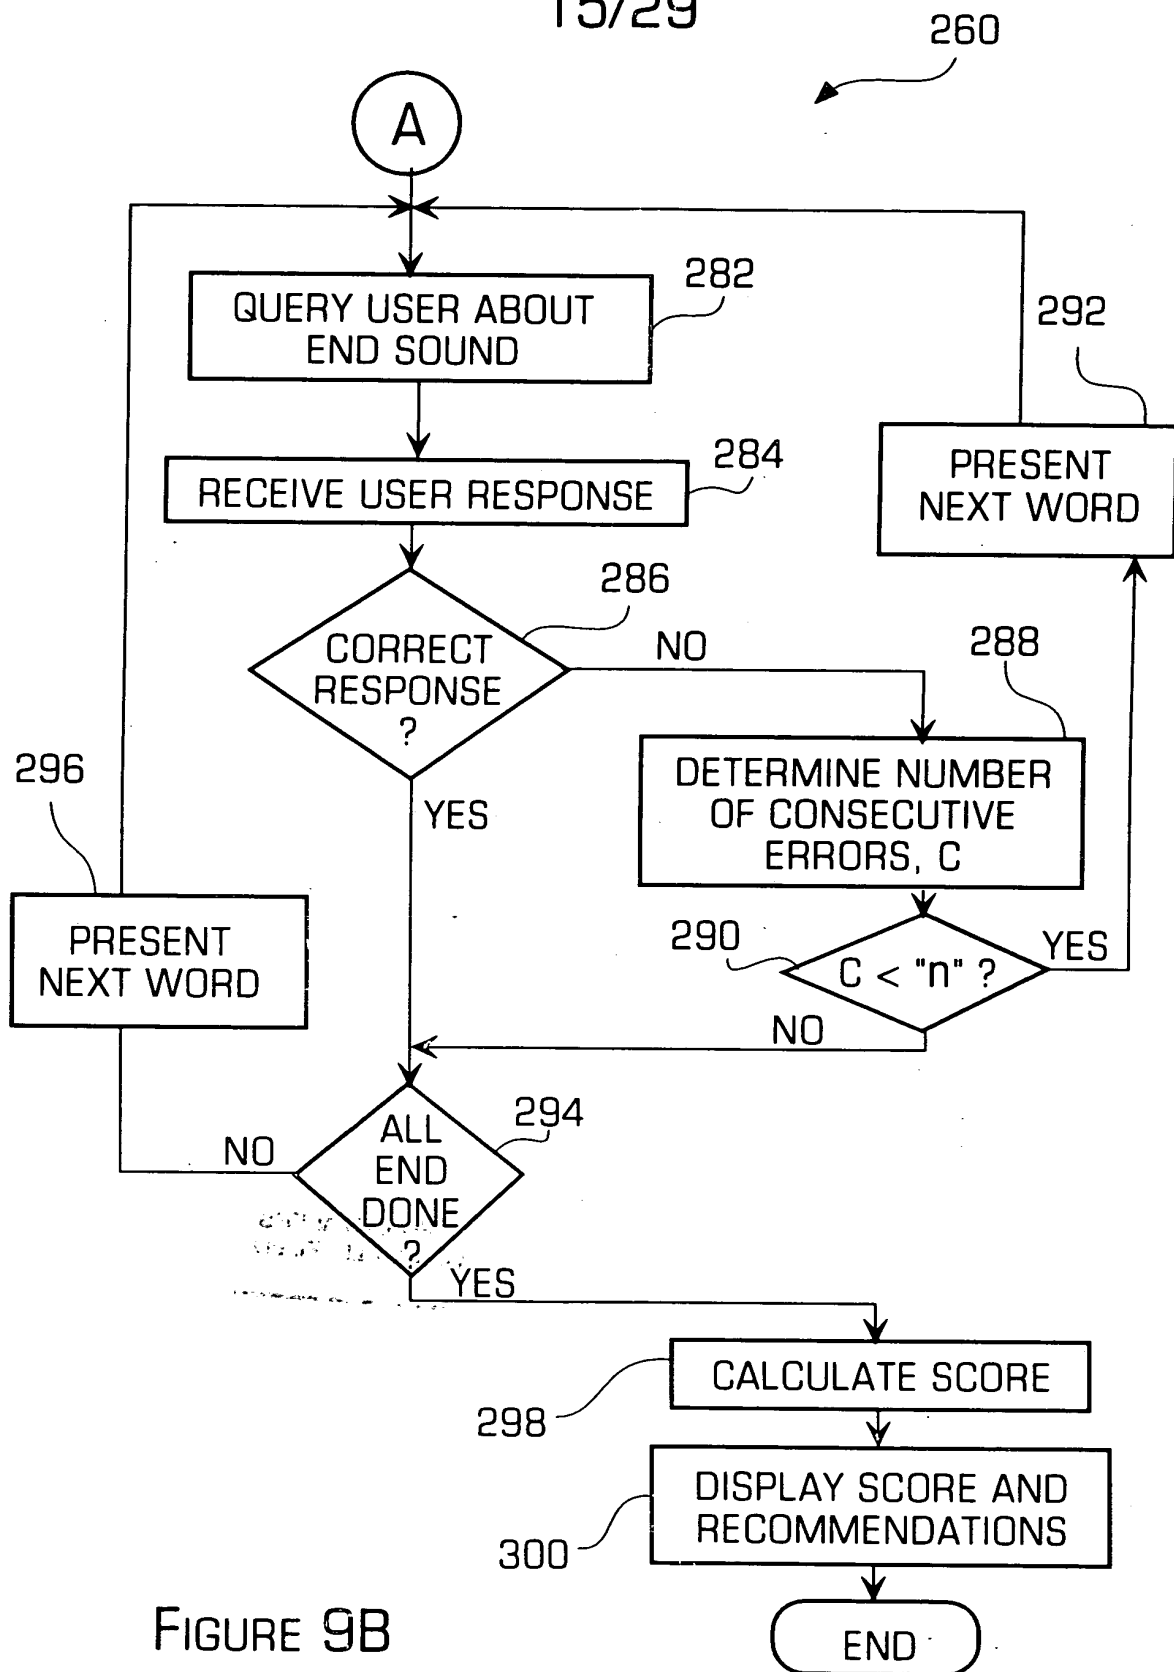 15/29
260
A
282
QUERY USER ABOUT
END SOUND
292
284
RECEIVE USER RESPONSE
PRESENT
NEXT WORD
286
CORRECT
RESPONSE
?
NO
288
DETERMINE NUMBER
OF CONSECUTIVE
ERRORS, C
296
YES
PRESENT
NEXT WORD
290
C < "n" ?
YES
NO
294
ALL
END
DONE
?
NO
YES
CALCULATE SCORE
298
DISPLAY SCORE AND
RECOMMENDATIONS
300
END
FIGURE 9B